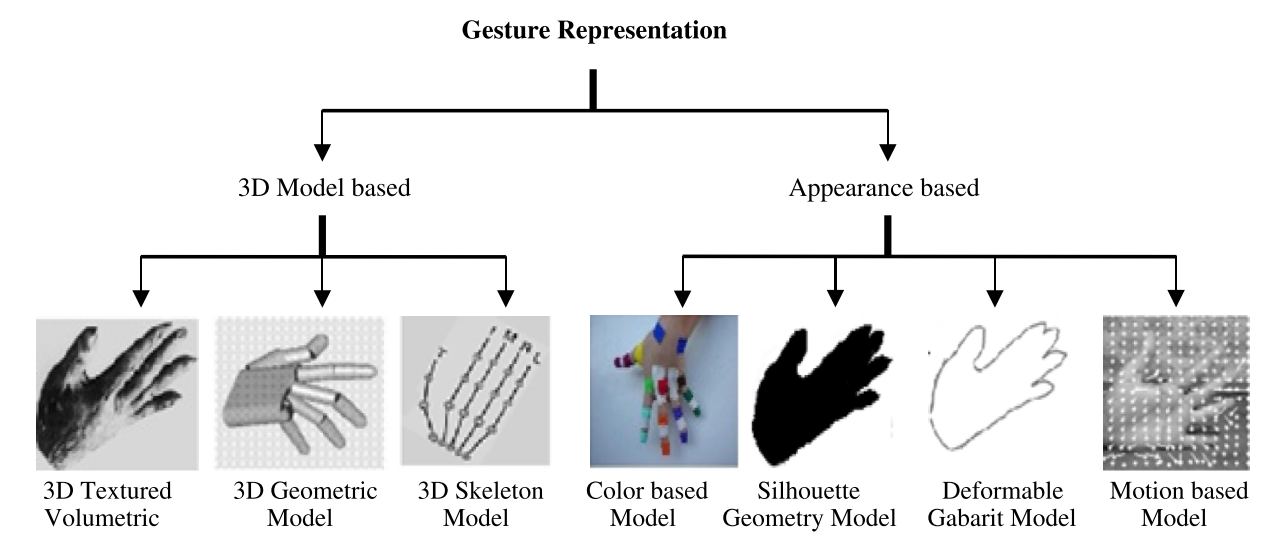 Gesture Representation
3D Model based
Appearance based
3D Textured
Volumetric
3D Geometric
Model
3D Skeleton
Model
Color based
Model
Silhouette
Geometry Model
Deformable
Gabarit Model
Motion based
Model